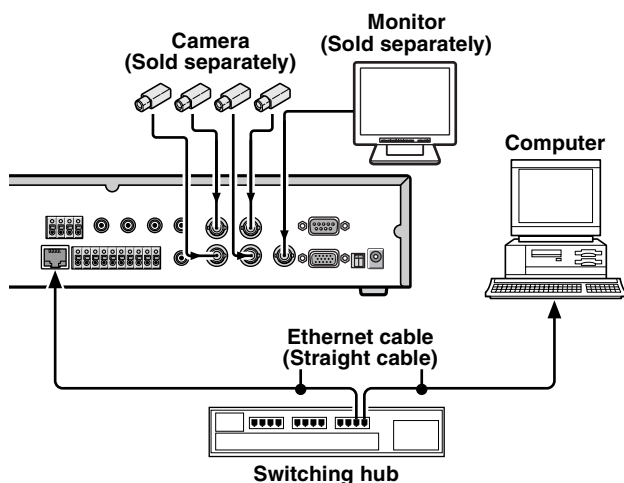 Monitor
(Sold separately)
Camera
(Sold separately)
Computer
Ethernet cable
(Straight cable)
Switching hub